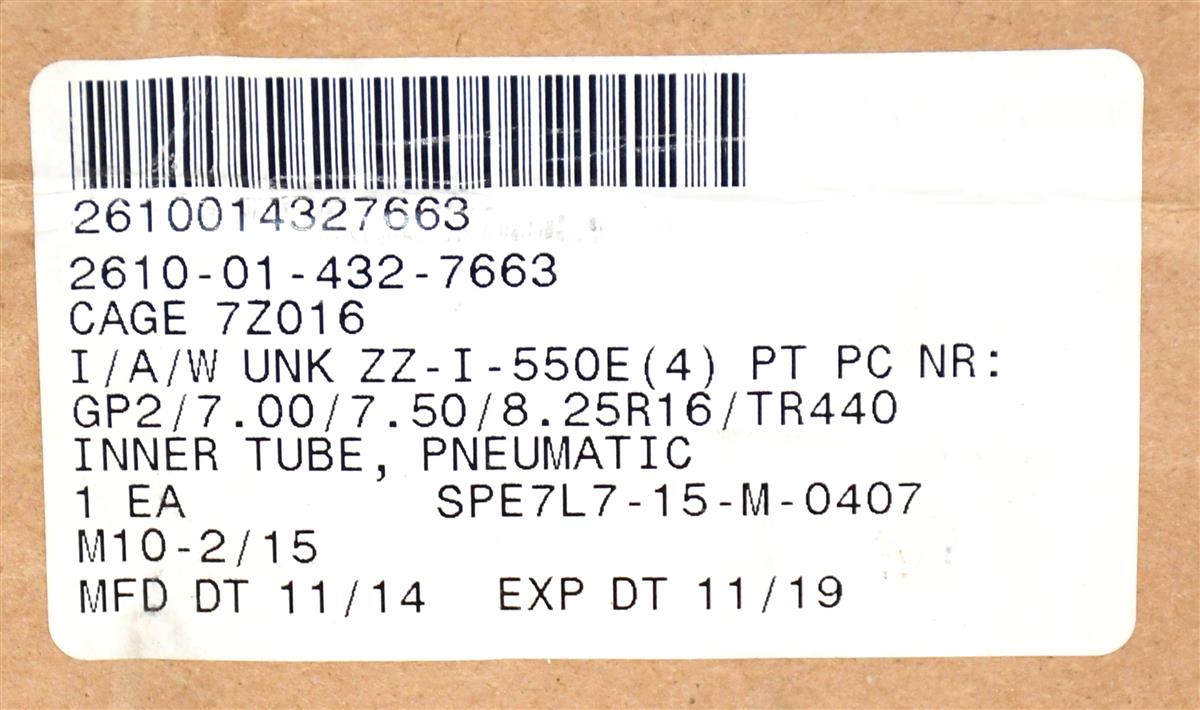 2610014327663
2610-01-432-7663
CAGE 7Z016
I/A/W UNK ZZ-I-550E(4) PT PC NR:
GP2/7.00/7.50/8.25R16/TR440
INNER TUBE, PNEUMATIC
1 EA SPE7L7-15-M-0407
M10-2/15
MFD DT 11/14 EXP DT 11/19